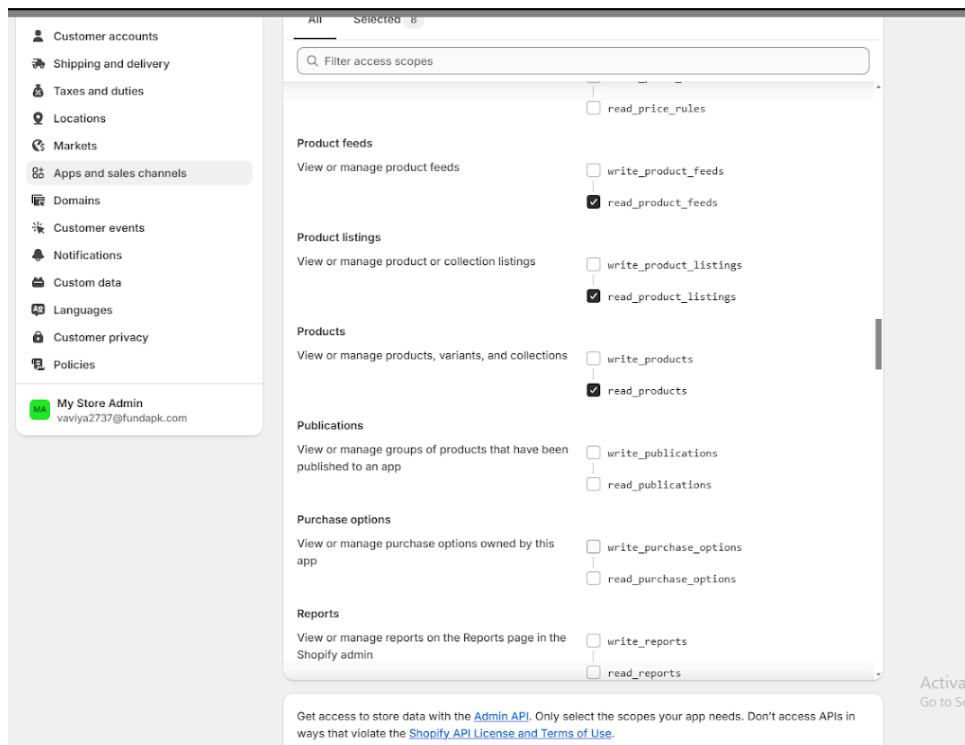 Customer accounts
Shipping and delivery
Taxes and duties
Locations
Markets
Apps and sales channels
Domains
Customer events
Notifications
Custom data
Languages
Customer privacy
Policies
MA
My Store Admin
vaviya2737@fundapk.com
All Selected 8
Filter access scopes
read_price_rules
Product feeds
View or manage product feeds
write_product_feeds
read_product_feeds
Product listings
View or manage product or collection listings
write_product_listings
read_product_listings
Products
View or manage products, variants, and collections
write_products
read_products
Publications
View or manage groups of products that have been
published to an app
write_publications
read_publications
Purchase options
View or manage purchase options owned by this
app
write_purchase_options
read_purchase_options
Reports
View or manage reports on the Reports page in the
Shopify admin
write_reports
read_reports
Get access to store data with the Admin API. Only select the scopes your app needs. Don't access APIs in
ways that violate the Shopify API License and Terms of Use.
Activa
Go to Se